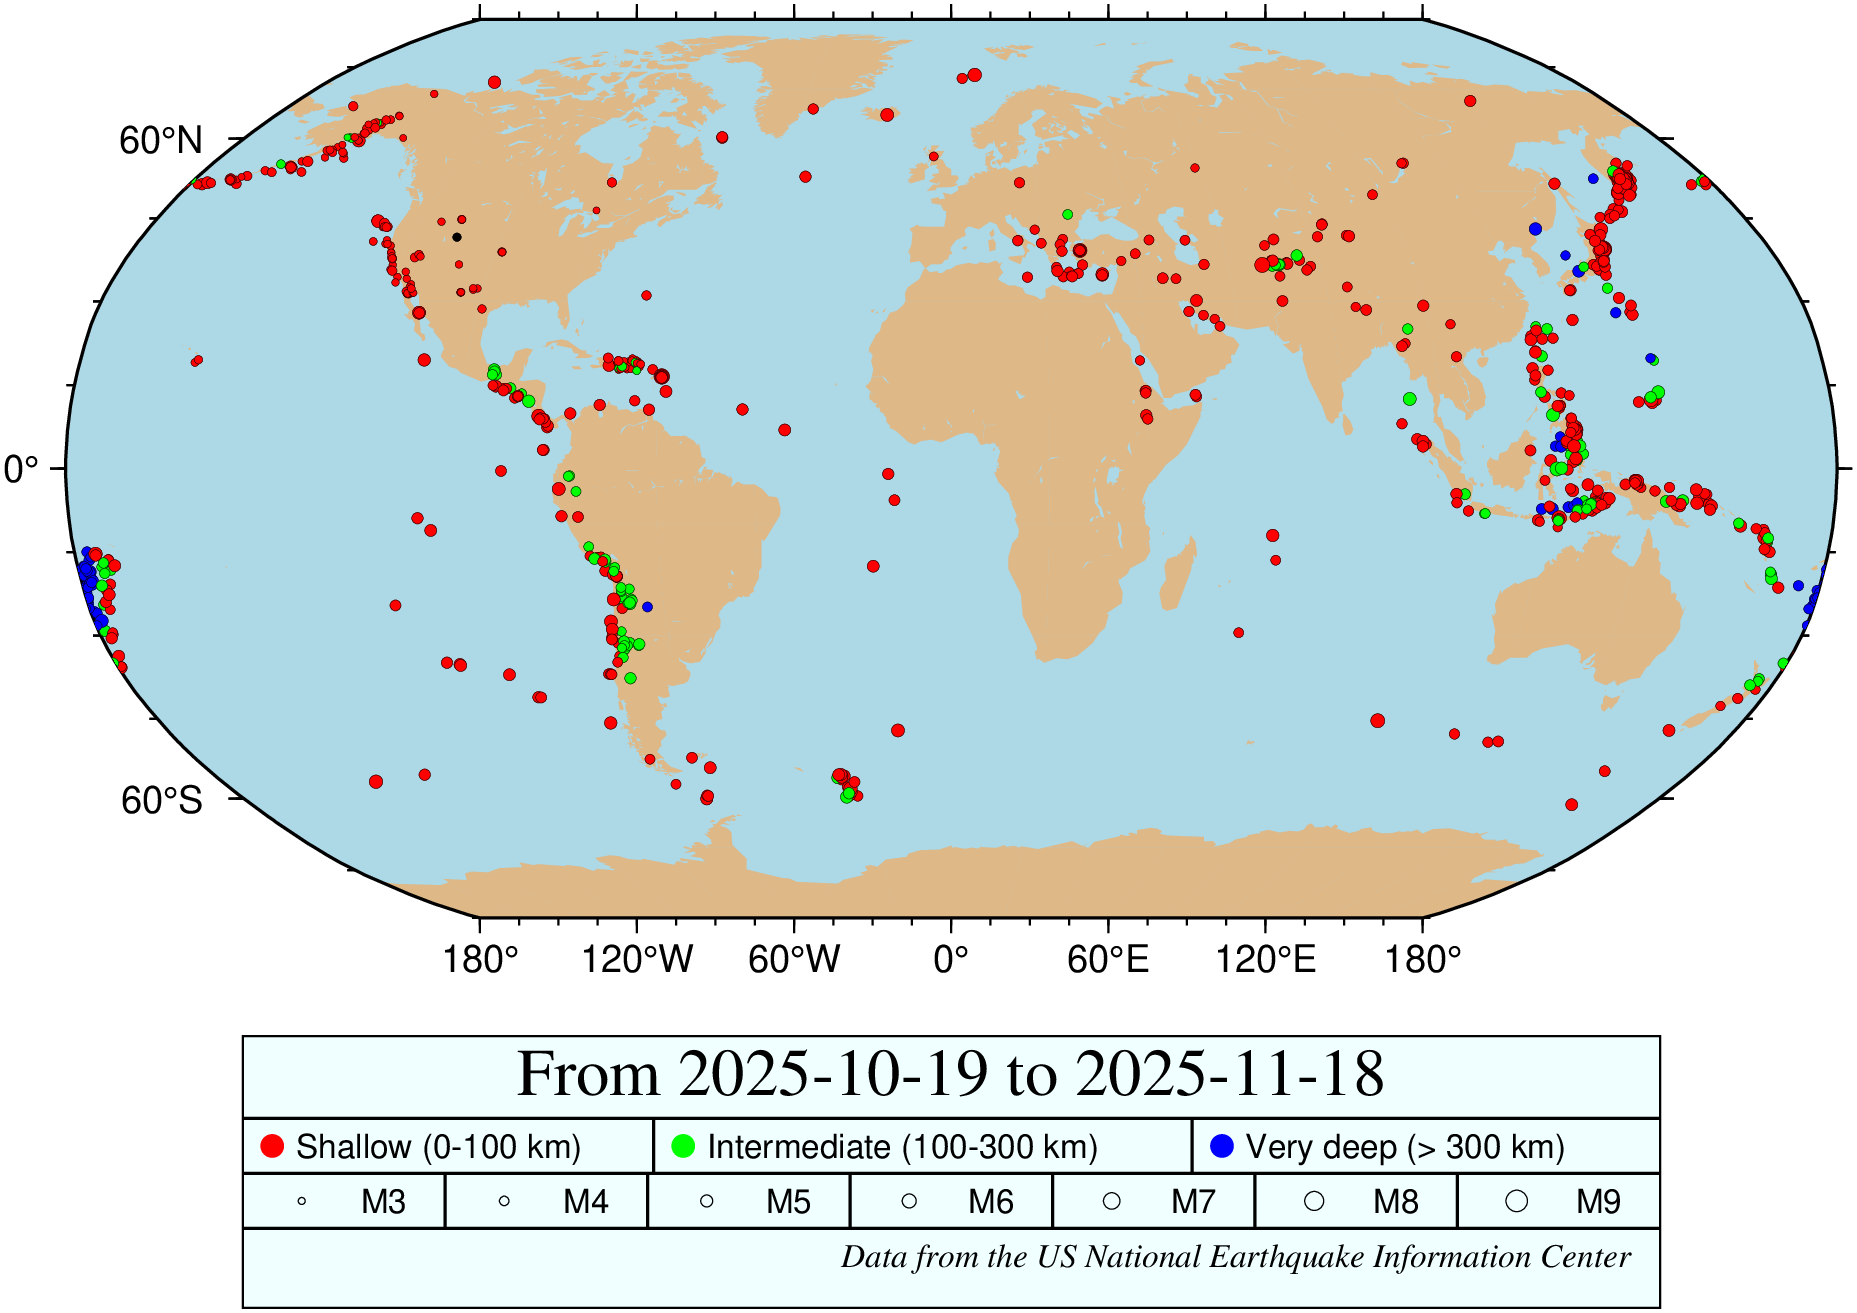 60°N
0°
60°S
180° 120°W 60°W 0° 60°E 120°E 180°
From 2025-10-19 to 2025-11-18
Shallow (0-100 km) Intermediate (100-300 km) Very deep (> 300 km)
M3 M4 M5 M6 M7 M8 M9
Data from the US National Earthquake Information Center